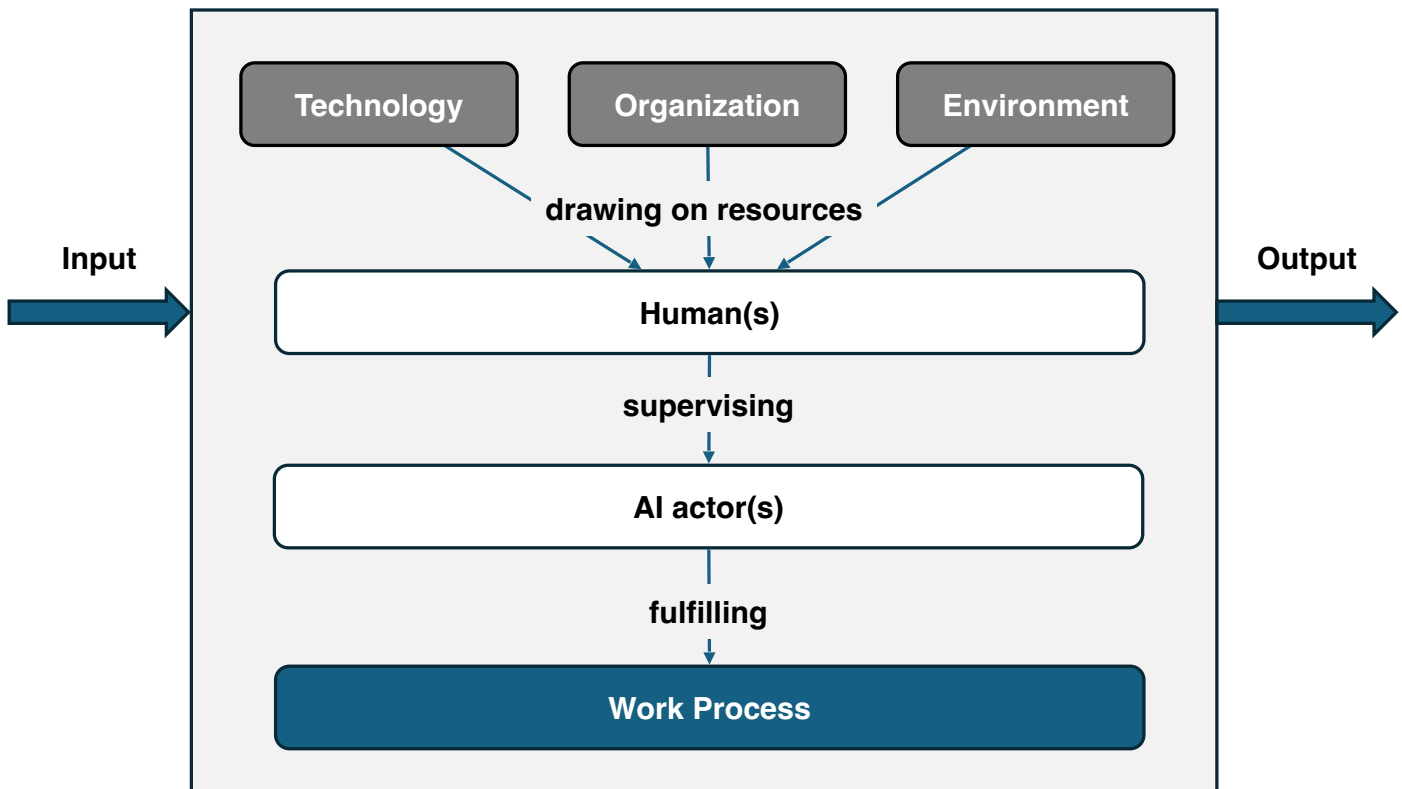 Technology
Organization
Environment
drawing on resources
Input
Output
Human(s)
supervising
AI actor(s)
fulfilling
Work Process